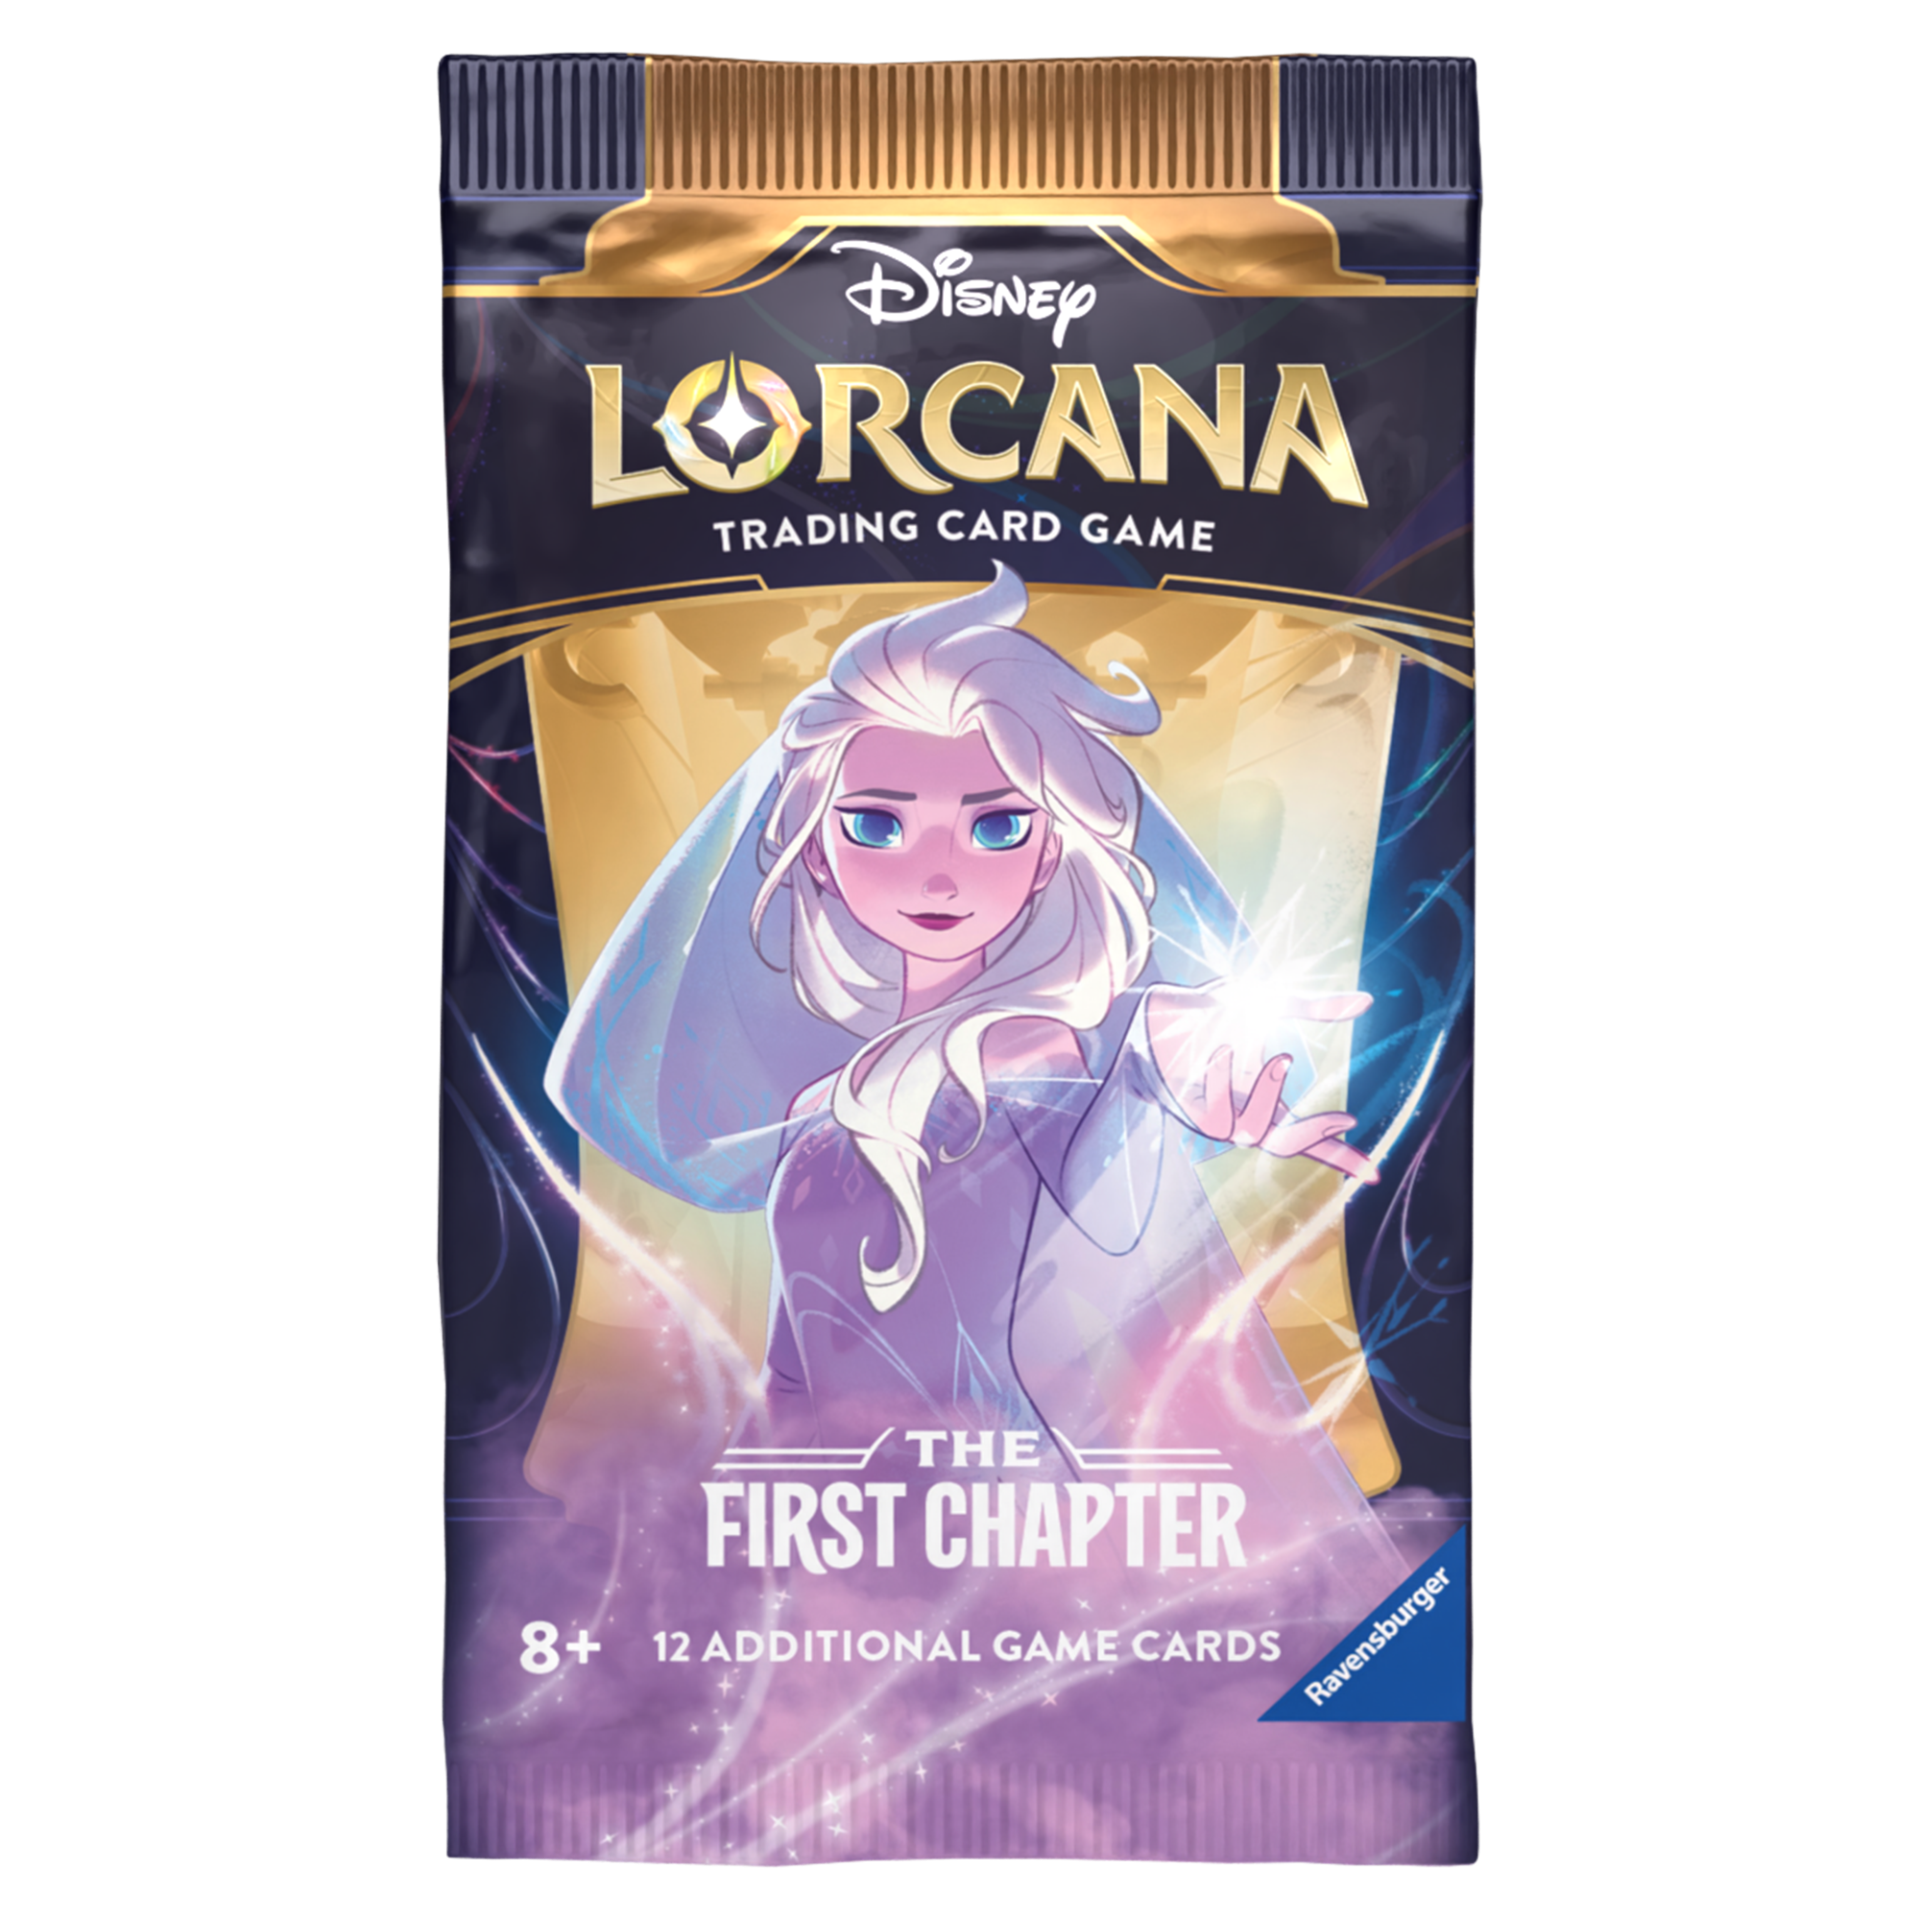 Disney
LORCANA
TRADING CARD GAME
THE
FIRST CHAPTER
8+ 12 ADDITIONAL GAME CARDS
Ravensburger